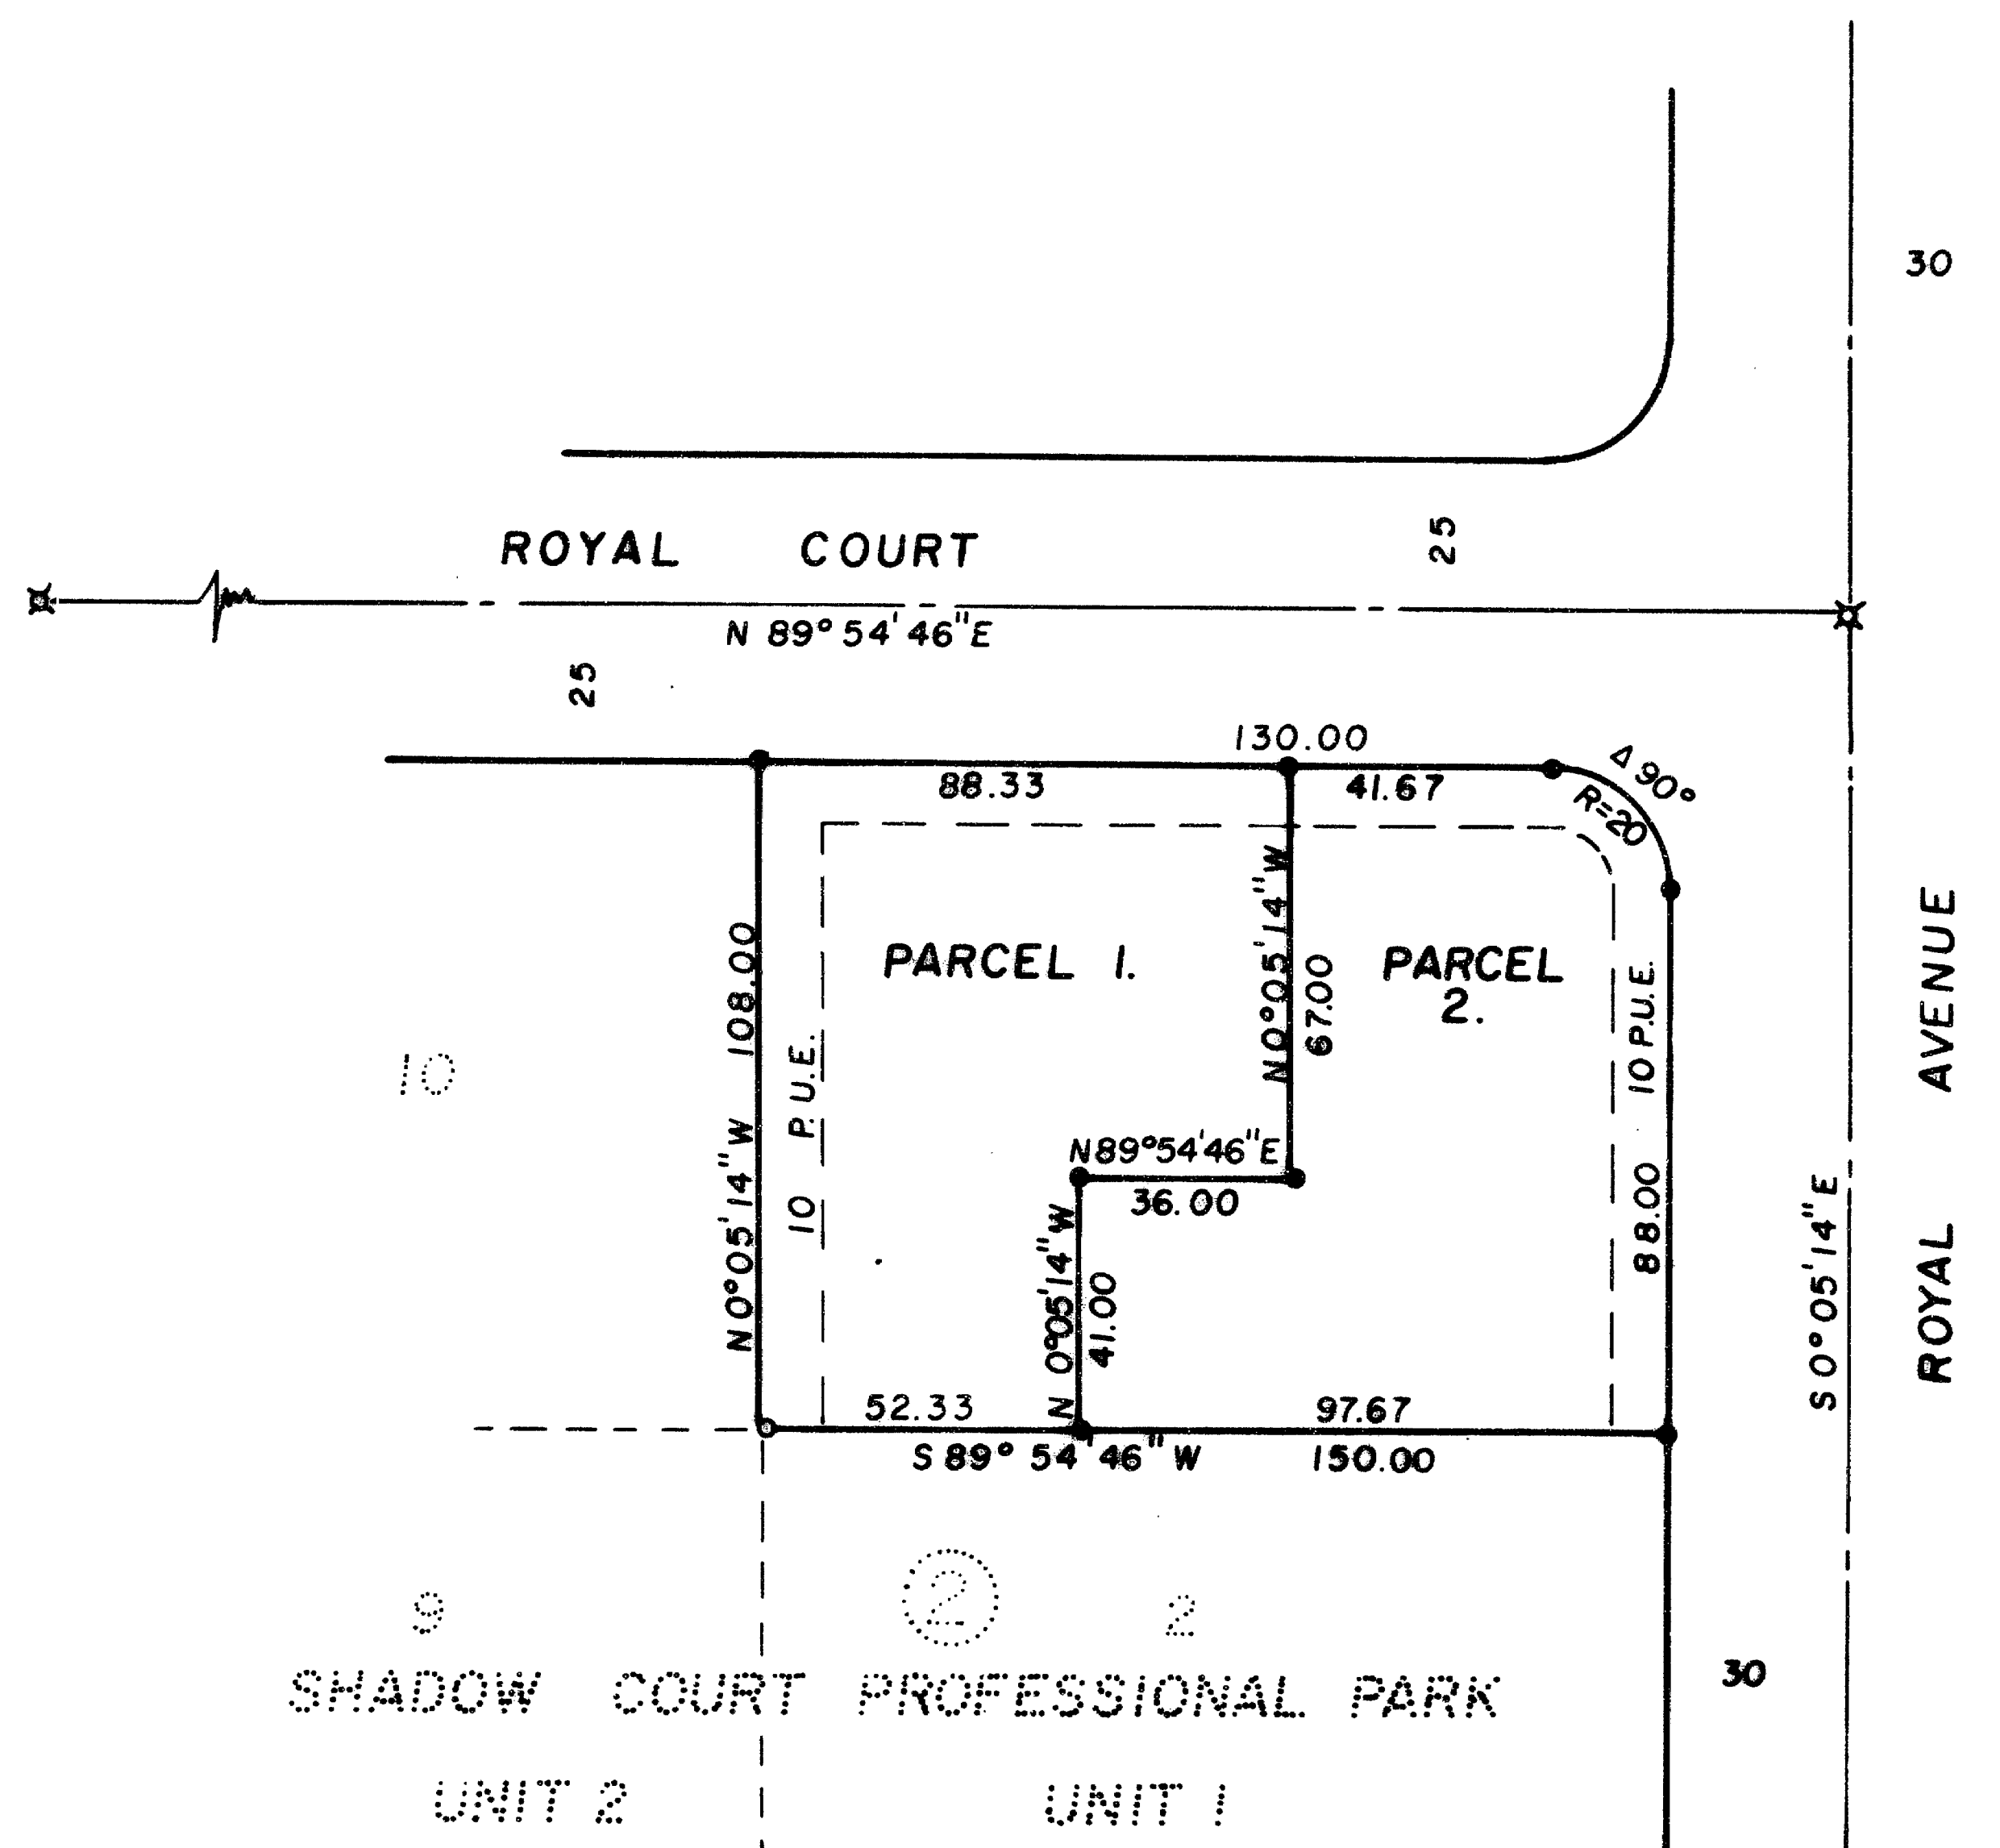 30
ROYAL COURT
25
N 89° 54' 46" E
25
130.00
88.33
41.67
Δ 90°
R=20
PARCEL 1.
PARCEL
2.
N 0° 05' 14" W 108.00
10 P.U.E.
N 0° 05' 14" W
67.00
10 P.U.E.
88.00
ROYAL AVENUE
S 0° 05' 14" E
10
N 89° 54' 46" E
36.00
N 0° 05' 14" W
41.00
52.33
97.67
S 89° 54' 46" W
150.00
9
2
2
30
SHADOW COURT PROFESSIONAL PARK
UNIT 2
UNIT 1